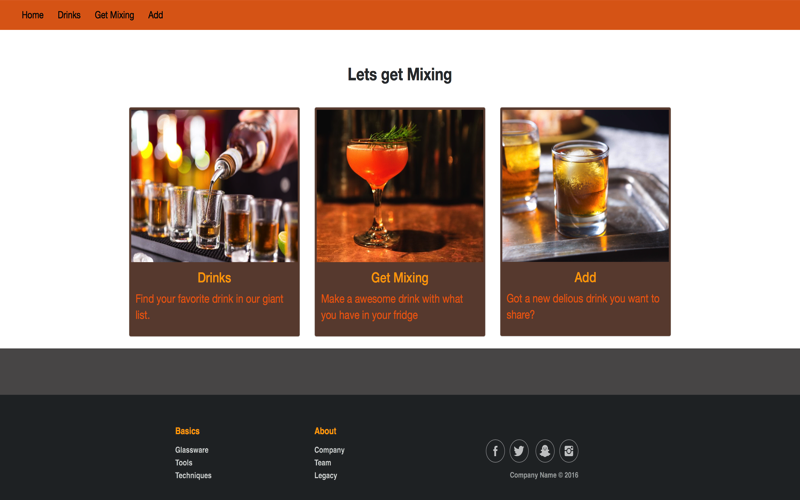 Home Drinks Get Mixing Add
Lets get Mixing
Drinks
Find your favorite drink in our giant
list.
Get Mixing
Make a awesome drink with what
you have in your fridge
Add
Got a new delious drink you want to
share?
Basics
Glassware
Tools
Techniques
About
Company
Team
Legacy
Company Name © 2016